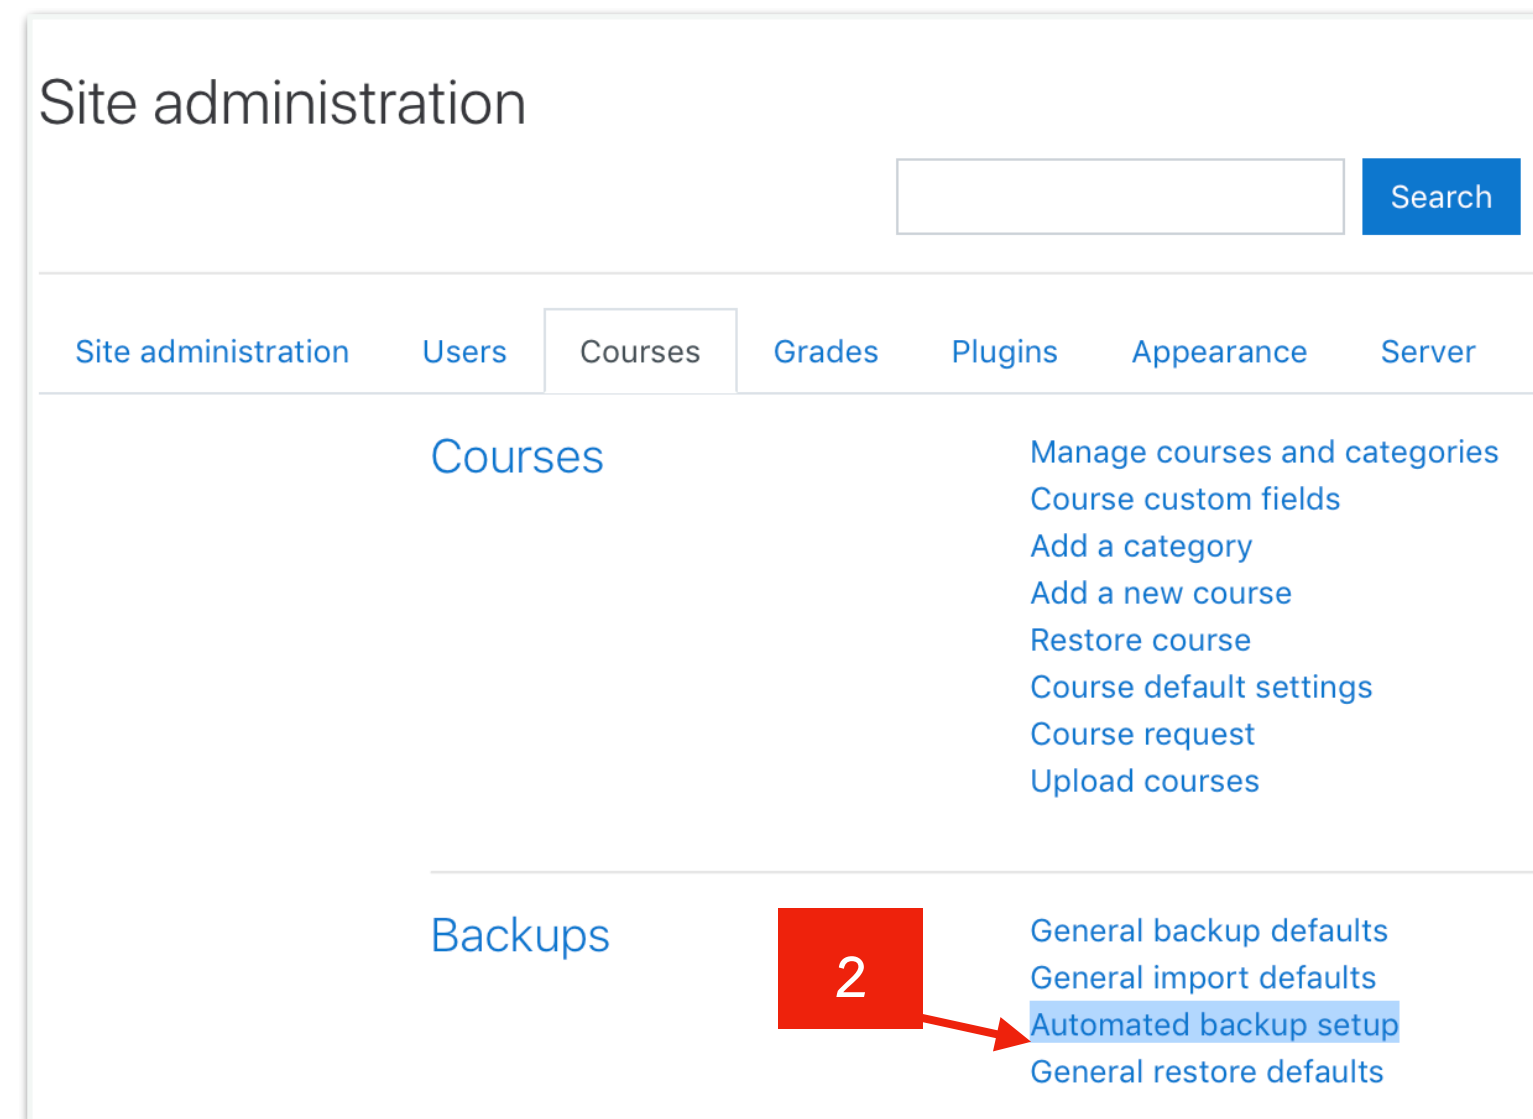 Site administration
Search
Site administration Users Courses Grades Plugins Appearance Server
Courses
Manage courses and categories
Course custom fields
Add a category
Add a new course
Restore course
Course default settings
Course request
Upload courses
Backups
2
General backup defaults
General import defaults
Automated backup setup
General restore defaults